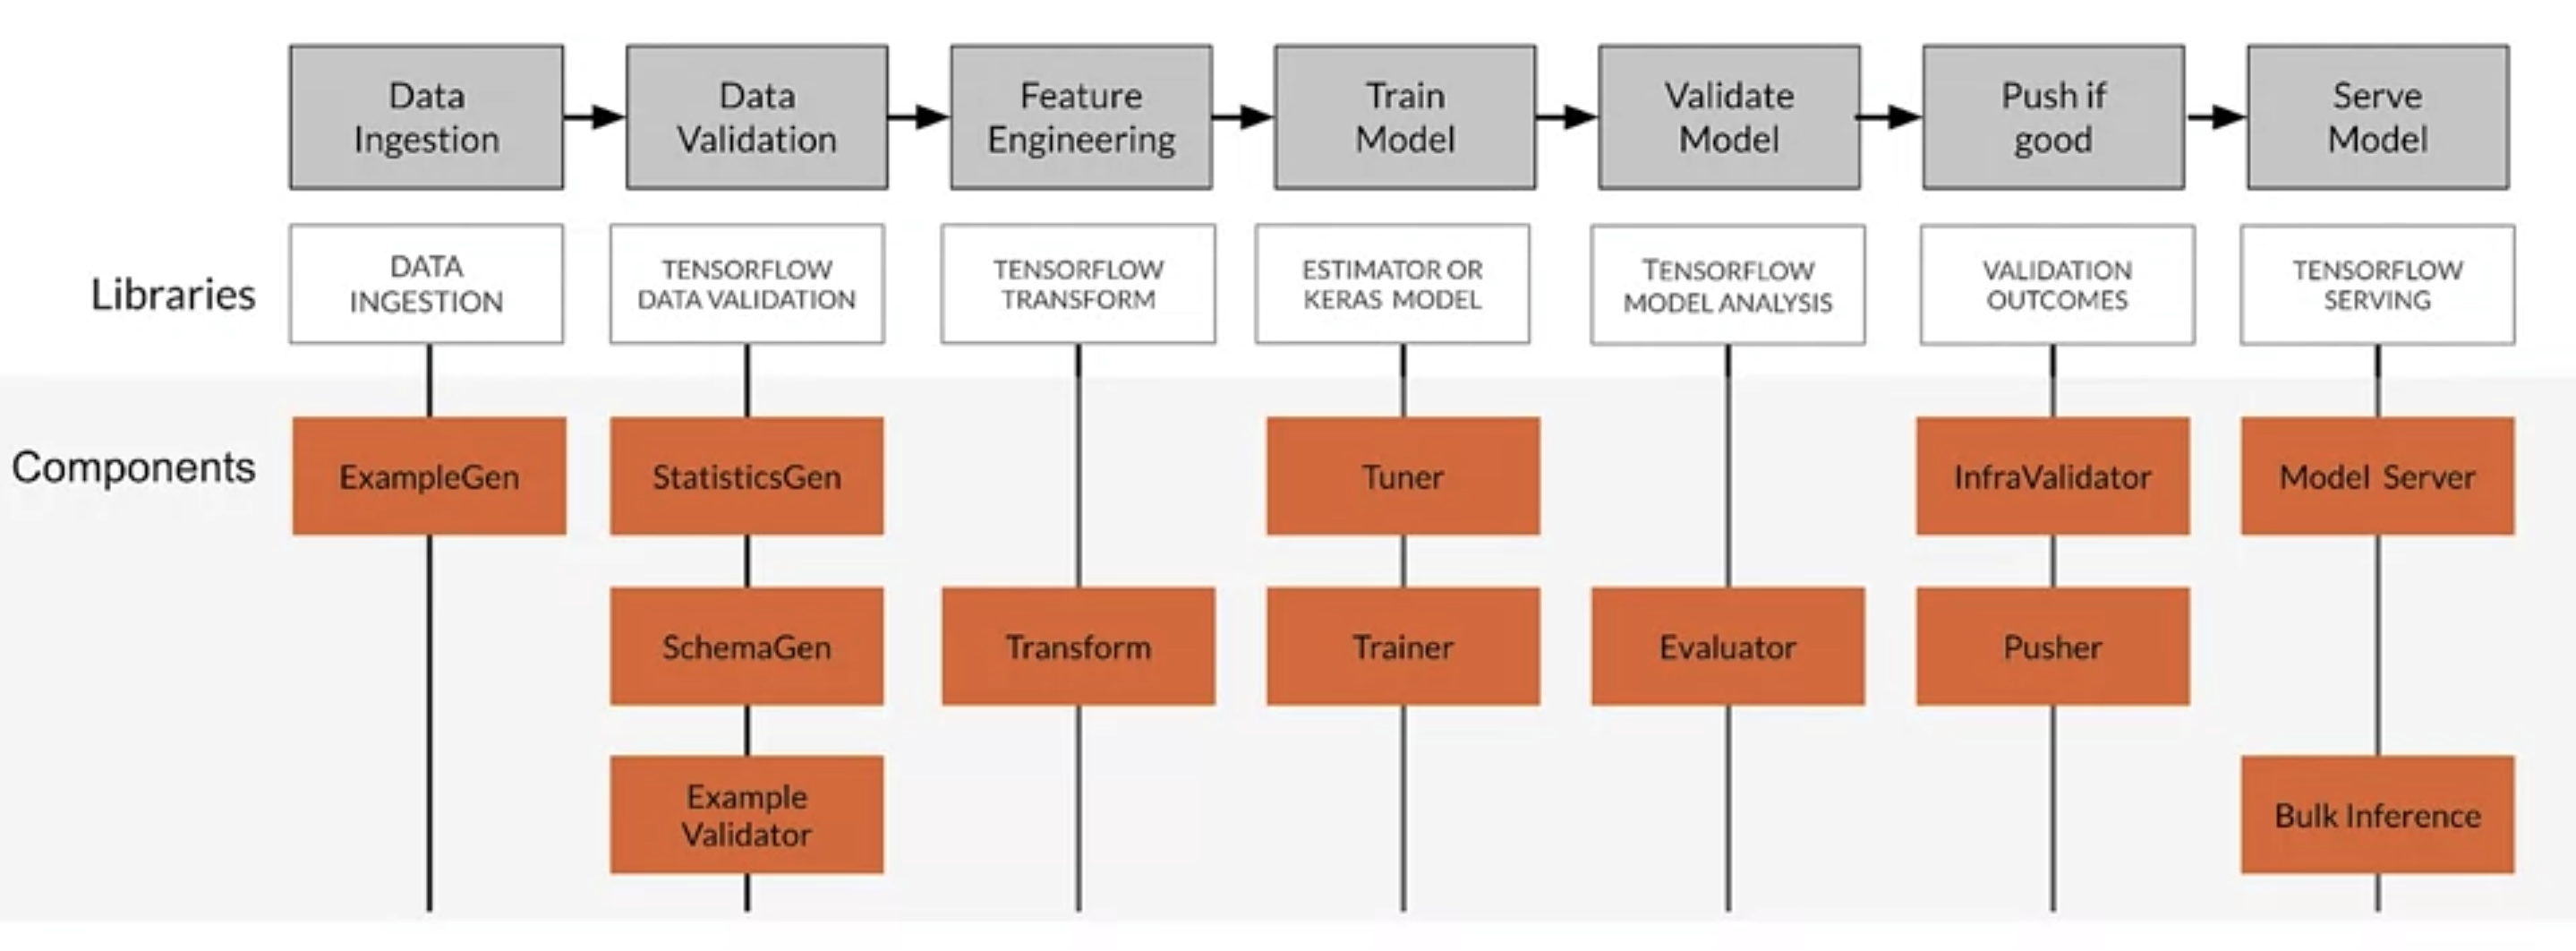 Data
Ingestion
Data
Validation
Feature
Engineering
Train
Model
Validate
Model
Push if
good
Serve
Model
Libraries
DATA
INGESTION
TENSORFLOW
DATA VALIDATION
TENSORFLOW
TRANSFORM
ESTIMATOR OR
KERAS MODEL
TENSORFLOW
MODEL ANALYSIS
VALIDATION
OUTCOMES
TENSORFLOW
SERVING
Components
ExampleGen
StatisticsGen
Tuner
InfraValidator
Model Server
SchemaGen
Transform
Trainer
Evaluator
Pusher
Example
Validator
Bulk Inference